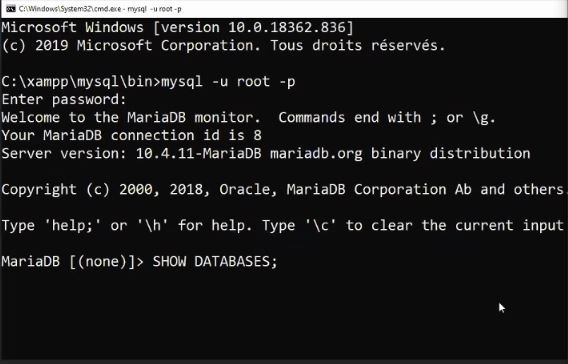 C:\Windows\System32\cmd.exe - mysql -u root -p
Microsoft Windows [version 10.0.18362.836]
(c) 2019 Microsoft Corporation. Tous droits réservés.
C:\xampp\mysql\bin>mysql -u root -p
Enter password:
Welcome to the MariaDB monitor.  Commands end with ; or \g.
Your MariaDB connection id is 8
Server version: 10.4.11-MariaDB mariadb.org binary distribution
Copyright (c) 2000, 2018, Oracle, MariaDB Corporation Ab and others.
Type 'help;' or '\h' for help. Type '\c' to clear the current input
MariaDB [(none)]> SHOW DATABASES;